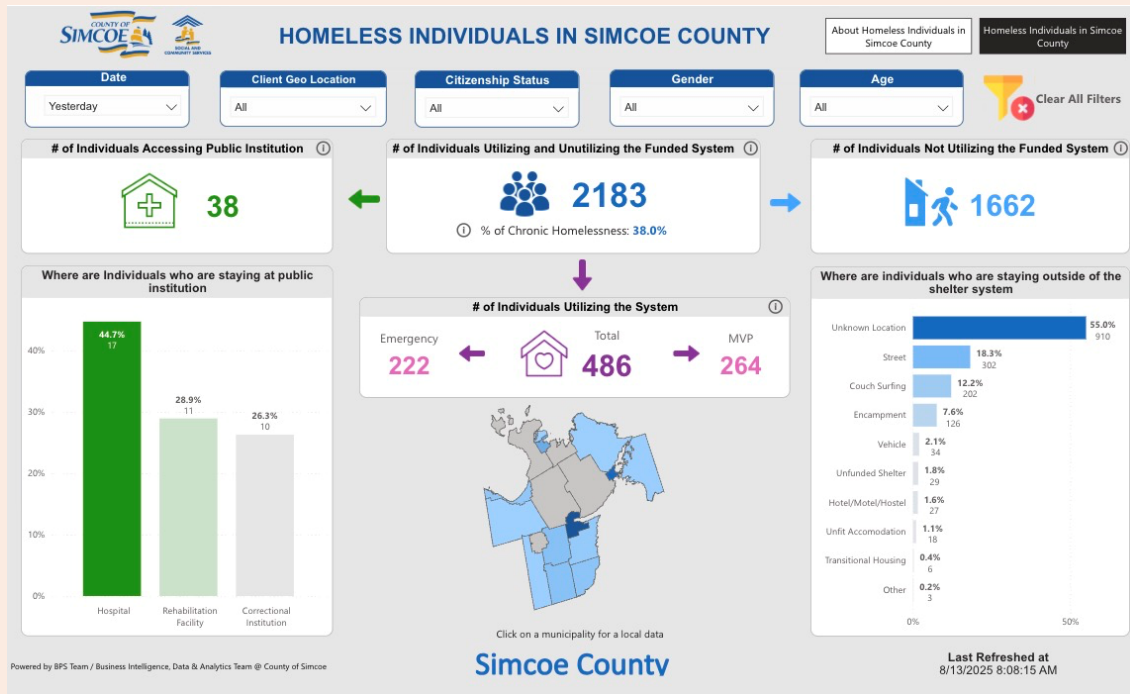 COUNTY OF
SIMCOE
SOCIAL AND
COMMUNITY SERVICES
HOMELESS INDIVIDUALS IN SIMCOE COUNTY
About Homeless Individuals in
Simcoe County
Homeless Individuals in Simcoe
County
Date
Yesterday
Client Geo Location
All
Citizenship Status
All
Gender
All
Age
All
Clear All Filters
# of Individuals Accessing Public Institution
38
# of Individuals Utilizing and Unutilizing the Funded System
2183
% of Chronic Homelessness: 38.0%
# of Individuals Not Utilizing the Funded System
1662
Where are Individuals who are staying at public
institution
40%
30%
20%
10%
0%
44.7%
17
28.9%
11
26.3%
10
Hospital
Rehabilitation
Facility
Correctional
Institution
# of Individuals Utilizing the System
Emergency
222
Total
486
MVP
264
Click on a municipality for a local data
Simcoe County
Where are individuals who are staying outside of the
shelter system
Unknown Location
55.0%
910
Street
18.3%
302
Couch Surfing
12.2%
202
Encampment
7.6%
126
Vehicle
2.1%
34
Unfunded Shelter
1.8%
29
Hotel/Motel/Hostel
1.6%
27
Unfit Accomodation
1.1%
18
Transitional Housing
0.4%
6
Other
0.2%
3
0%
50%
Powered by BPS Team / Business Intelligence, Data & Analytics Team @ County of Simcoe
Last Refreshed at
8/13/2025 8:08:15 AM